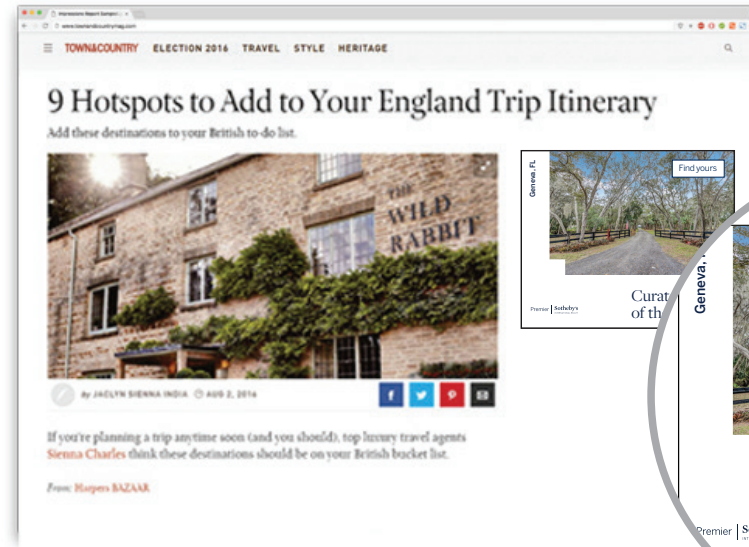 www.townandcountrymag.com
TOWN&COUNTRY ELECTION 2016 TRAVEL STYLE HERITAGE
9 Hotspots to Add to Your England Trip Itinerary
Add these destinations to your British to-do list.
THE
WILD
RABBIT
by JACLYN SIENNA INDIA AUG 2, 2016
If you're planning a trip anytime soon (and you should), top luxury travel agents
Sienna Charles think these destinations should be on your British bucket list.
From: Harpers BAZAAR
Geneva, FL
Find yours
Curat
of th
Premier Sotheby's
Geneva,
Premier S